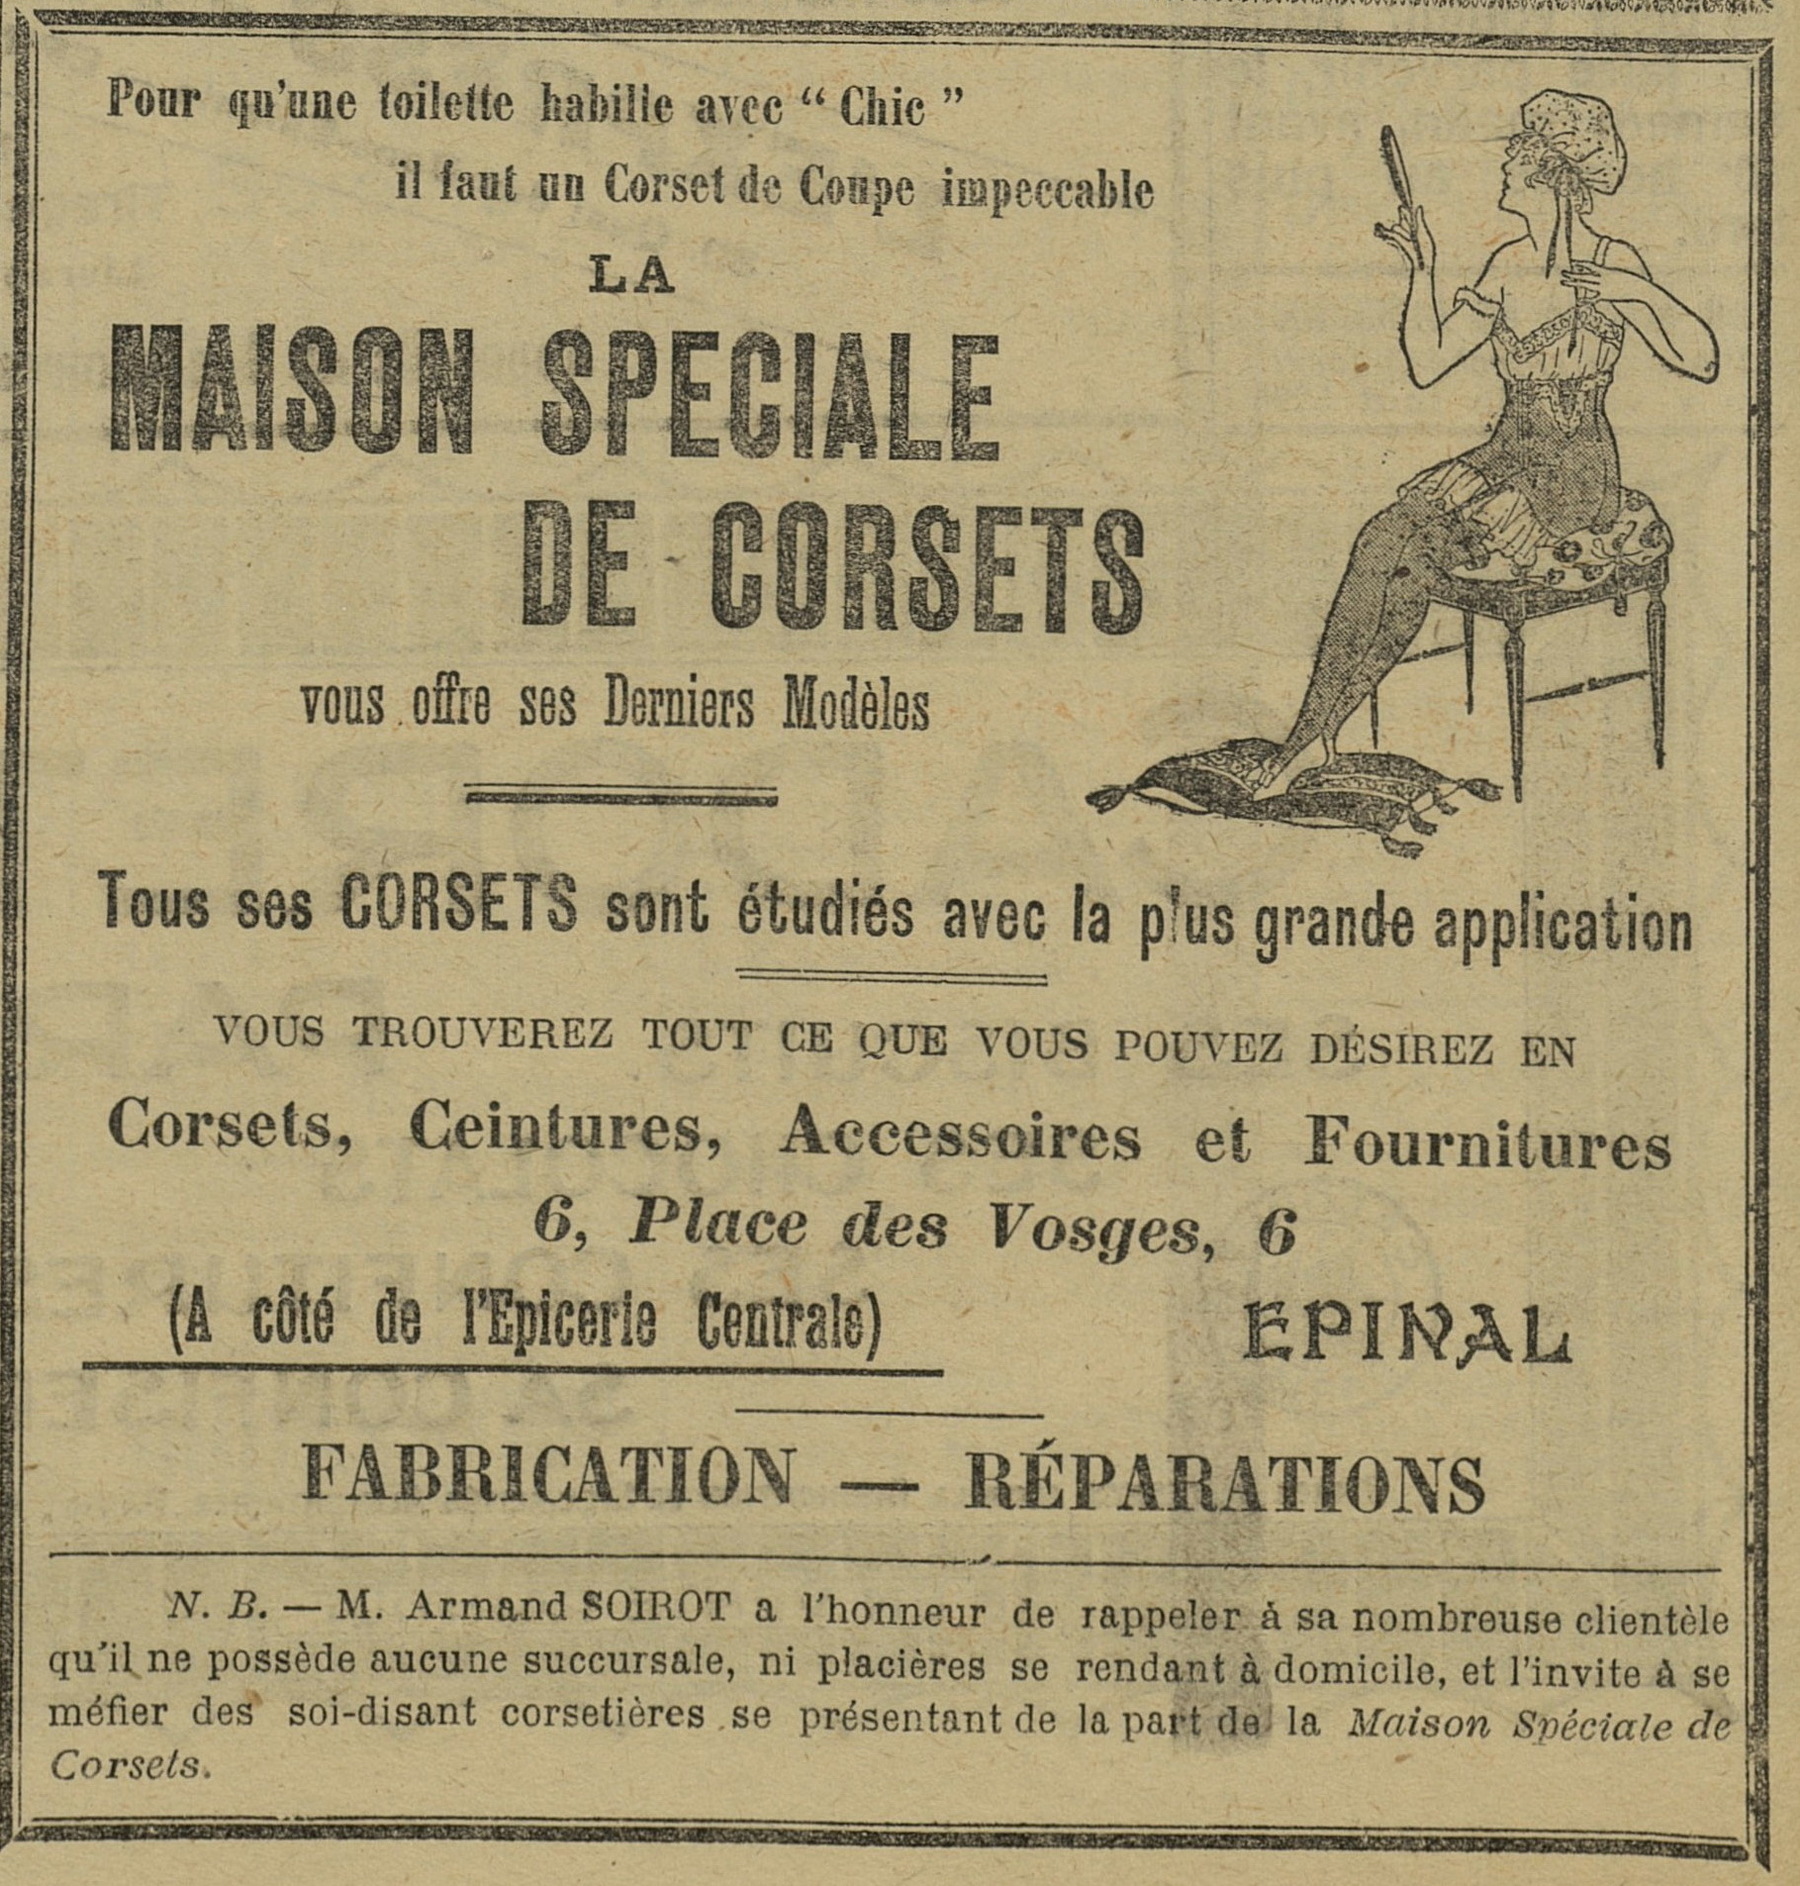 Pour qu'une toilette habille avec “ Chic ”
il faut un Corset de Coupe impeccable
LA
MAISON SPECIALE
DE CORSETS
vous offre ses Derniers Modèles
Tous ses CORSETS sont étudiés avec la plus grande application
VOUS TROUVEREZ TOUT CE QUE VOUS POUVEZ DÉSIREZ EN
Corsets, Ceintures, Accessoires et Fournitures
6, Place des Vosges, 6
(A côté de l'Epicerie Centrale) EPINAL
FABRICATION — RÉPARATIONS
N. B. — M. Armand SOIROT a l'honneur de rappeler à sa nombreuse clientèle
qu'il ne possède aucune succursale, ni placières se rendant à domicile, et l'invite à se
méfier des soi-disant corsetières se présentant de la part de la Maison Spéciale de
Corsets.